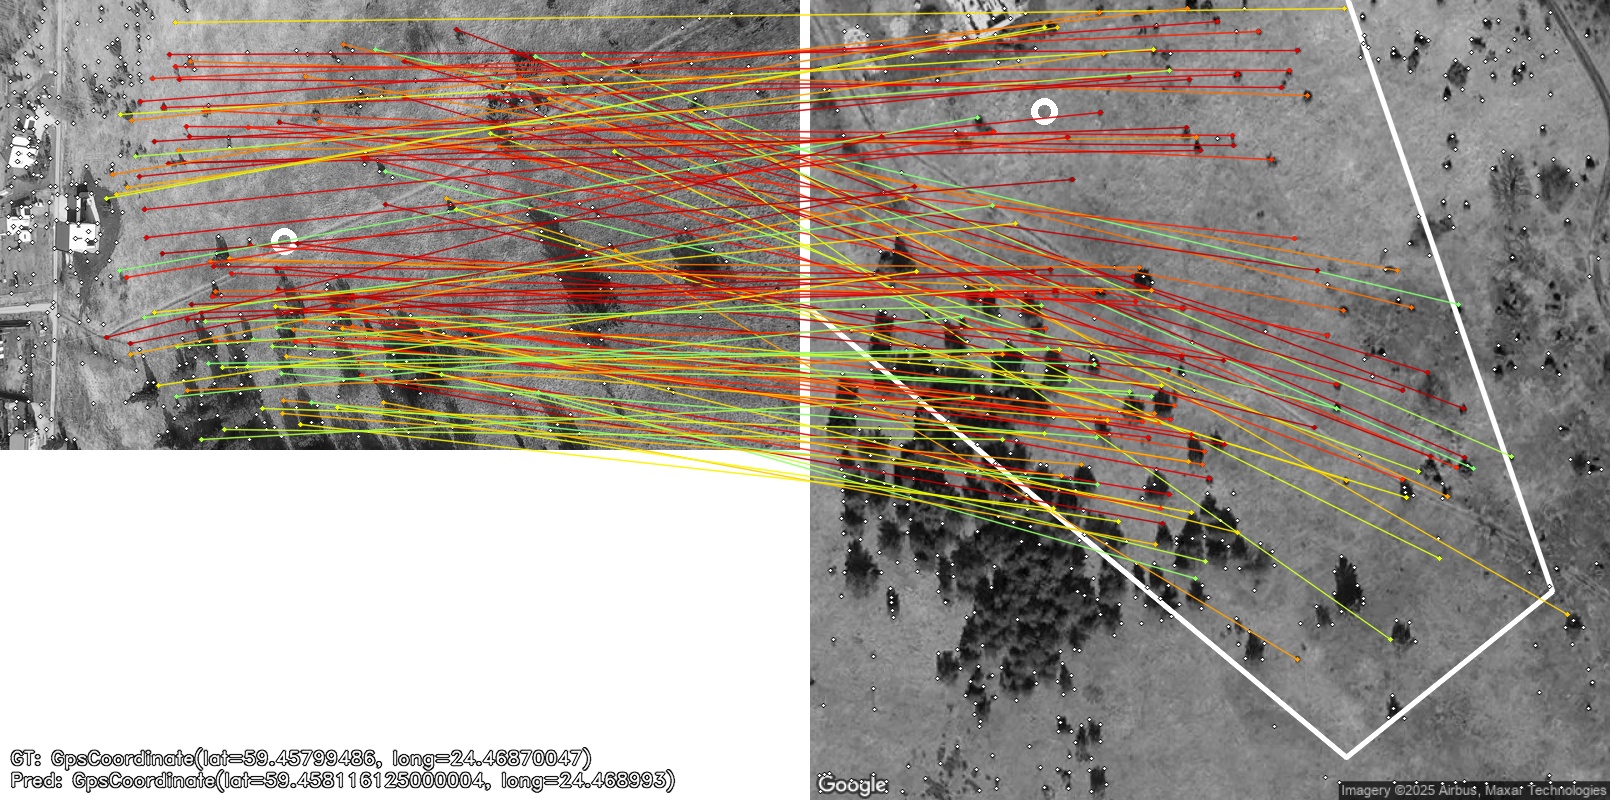 GT: GpsCoordinate(lat=59.45799486, long=24.46870047)
Pred: GpsCoordinate(lat=59.458116125000004, long=24.468993)
Google
Imagery ©2025 Airbus, Maxar Technologies